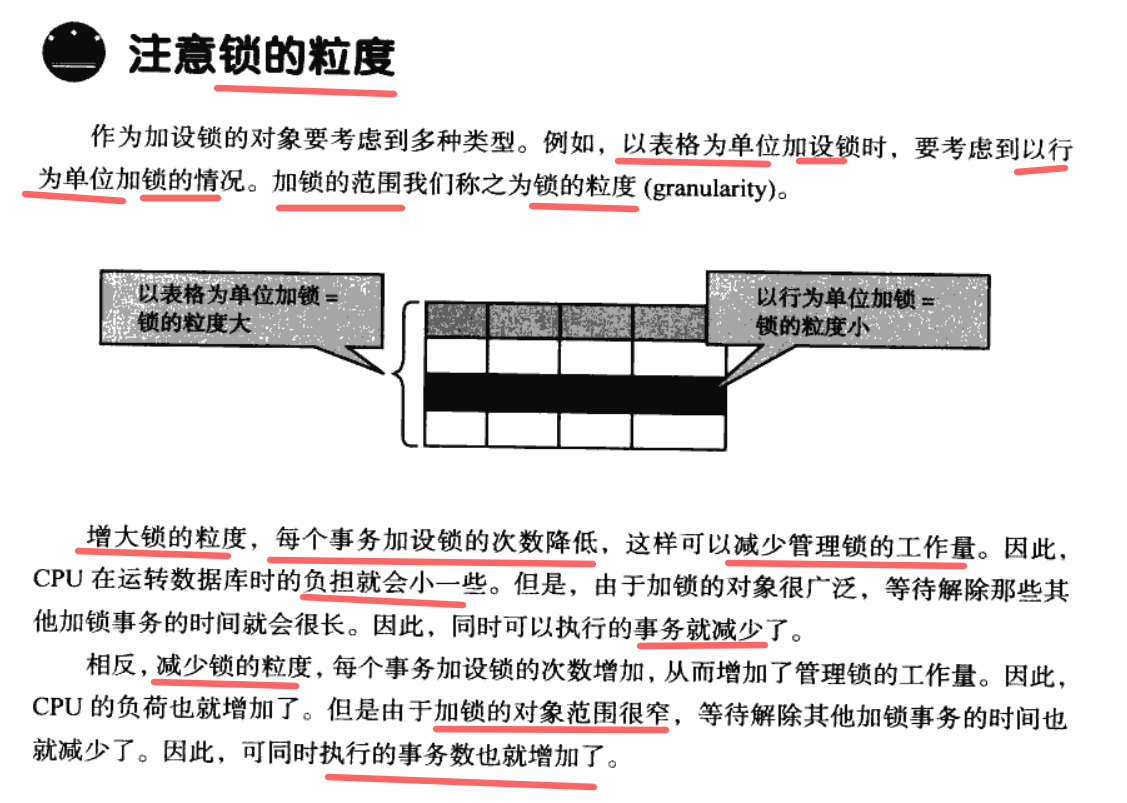 注意锁的粒度
作为加设锁的对象要考虑到多种类型。例如，以表格为单位加设锁时，要考虑到以行
为单位加锁的情况。加锁的范围我们称之为锁的粒度 (granularity)。
以表格为单位加锁 =
锁的粒度大
以行为单位加锁 =
锁的粒度小
增大锁的粒度，每个事务加设锁的次数降低，这样可以减少管理锁的工作量。因此，
CPU 在运转数据库时的负担就会小一些。但是，由于加锁的对象很广泛，等待解除那些其
他加锁事务的时间就会很长。因此，同时可以执行的事务就减少了。
相反，减少锁的粒度，每个事务加设锁的次数增加，从而增加了管理锁的工作量。因此，
CPU 的负荷也就增加了。但是由于加锁的对象范围很窄，等待解除其他加锁事务的时间也
就减少了。因此，可同时执行的事务数也就增加了。